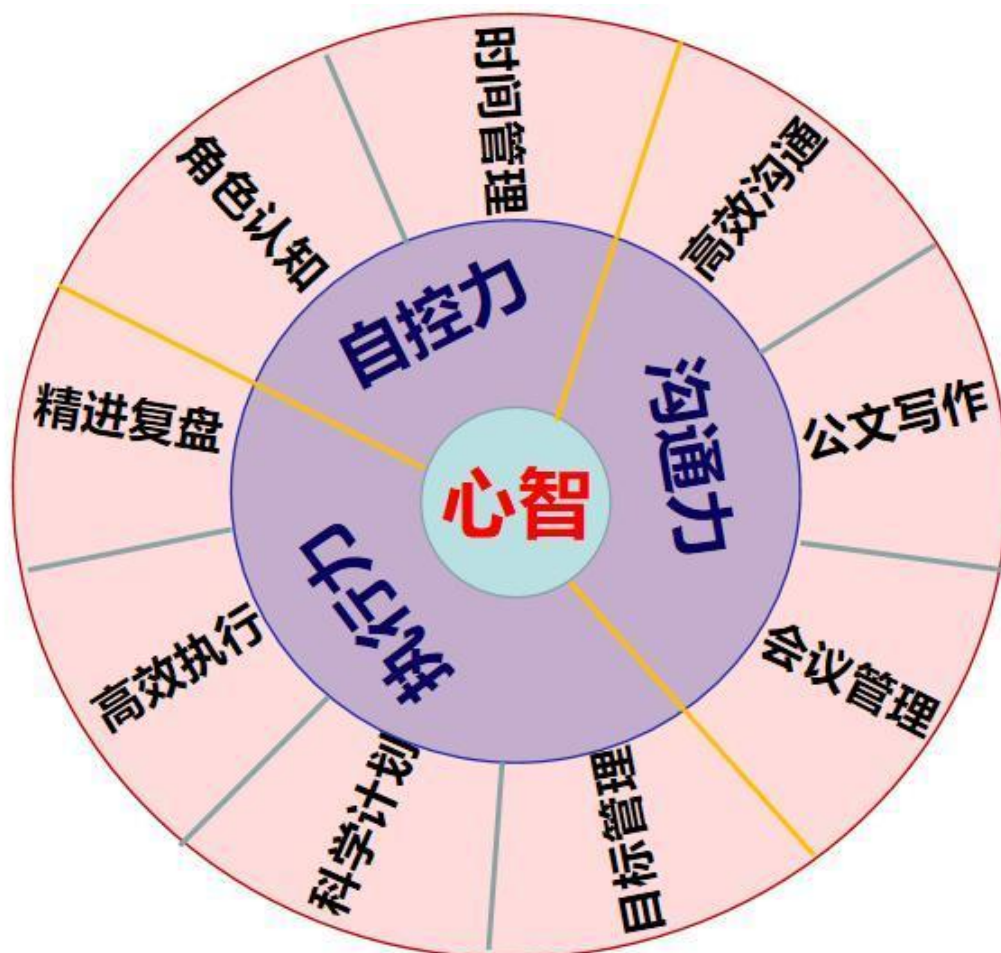 时间管理
高效沟通
公文写作
会议管理
目标管理
科学计划
高效执行
精进复盘
角色认知
自控力
沟通力
执行力
心智